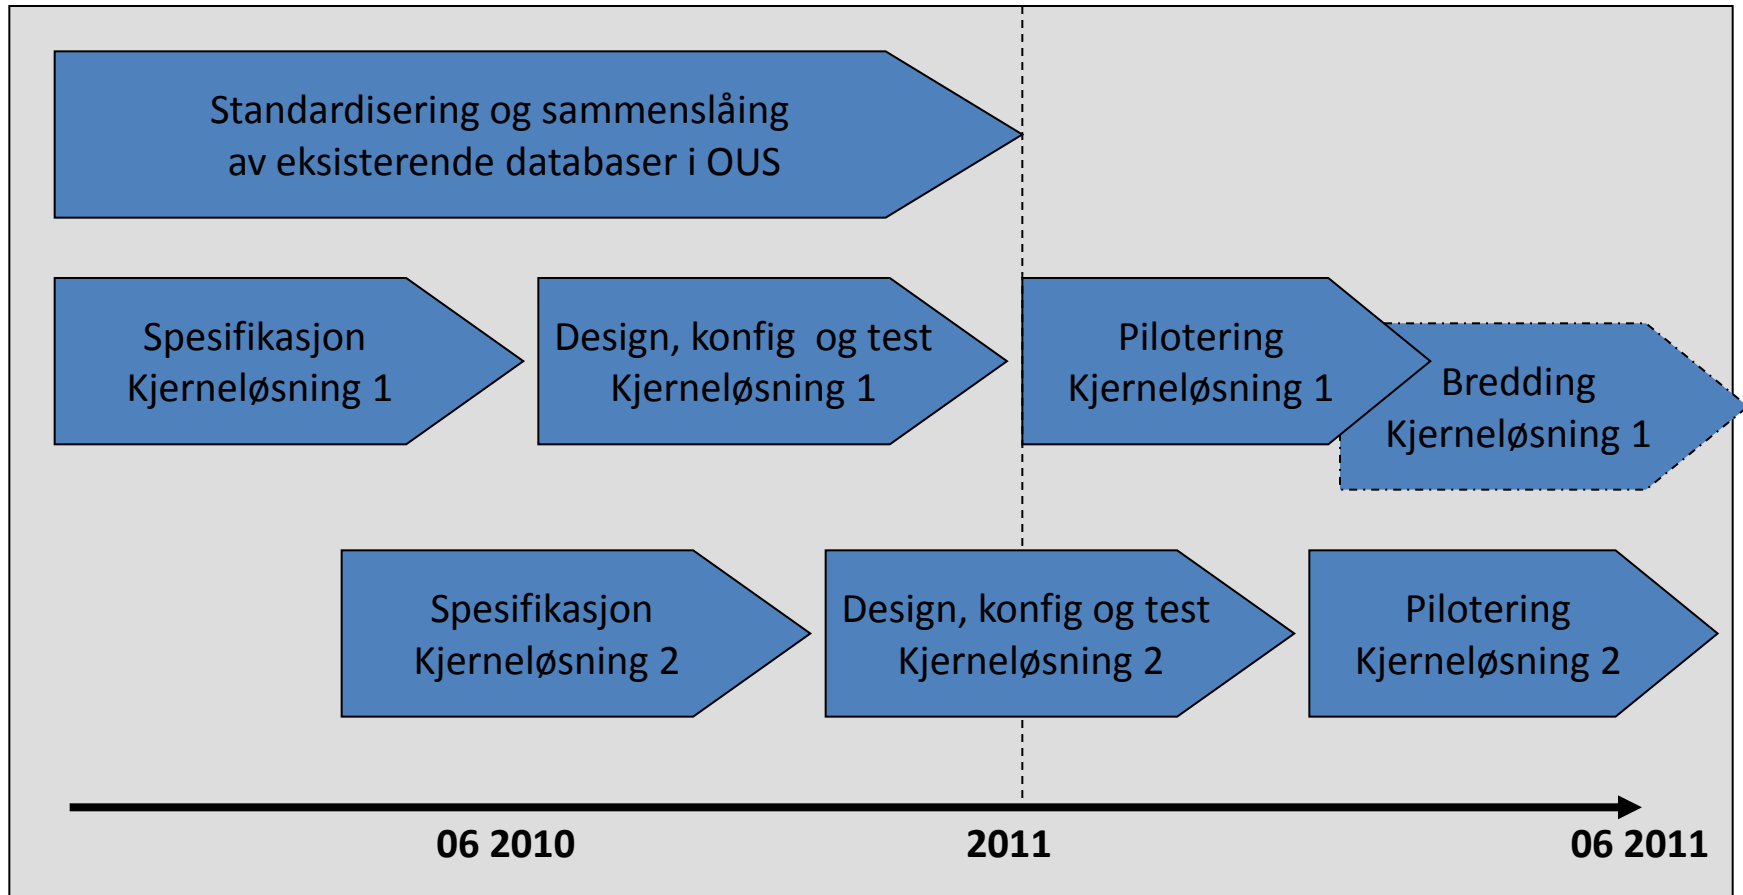 Standardisering og sammenslåing
av eksisterende databaser i OUS
Spesifikasjon
Kjerneløsning 1
Design, konfig  og test
Kjerneløsning 1
Pilotering
Kjerneløsning 1
Bredding
Kjerneløsning 1
Spesifikasjon
Kjerneløsning 2
Design, konfig og test
Kjerneløsning 2
Pilotering
Kjerneløsning 2
06 2010
2011
06 2011